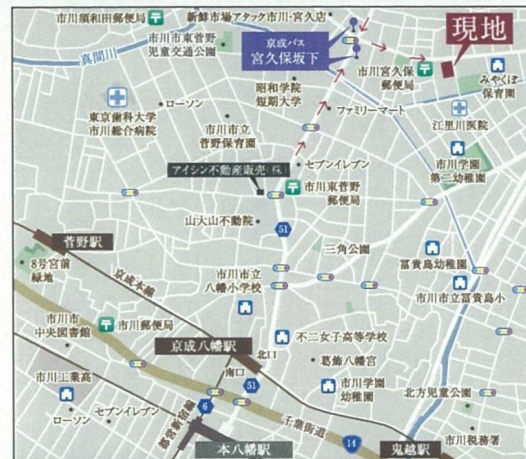 市川須和田郵便局
新鮮市場アタック市川・宮久店
現地
真間川
市川市東菅野
児童交通公園
京成バス
宮久保坂下
市川宮久保
郵便局
みやくぼ
保育園
昭和学院
短期大学
ローソン
東京歯科大学
市川総合病院
市川市立
菅野保育園
ファミリーマート
江里川医院
市川学園
第二幼稚園
セブンイレブン
アイシン不動産販売(株)
市川東菅野
郵便局
山大山不動院
51
菅野駅
三角公園
8号宮前
緑地
京成本線
市川市立
八幡小学校
冨貴島幼稚園
市川市立冨貴島小
市川市
中央図書館
市川郵便局
京成八幡駅
北口
南口
不二女子高等学校
葛飾八幡宮
市川工業高
51
市川学園
幼稚園
北方児童公園
6
ローソン
セブンイレブン
都営新宿線
千葉街道
14
本八幡駅
鬼越駅
市川税務署